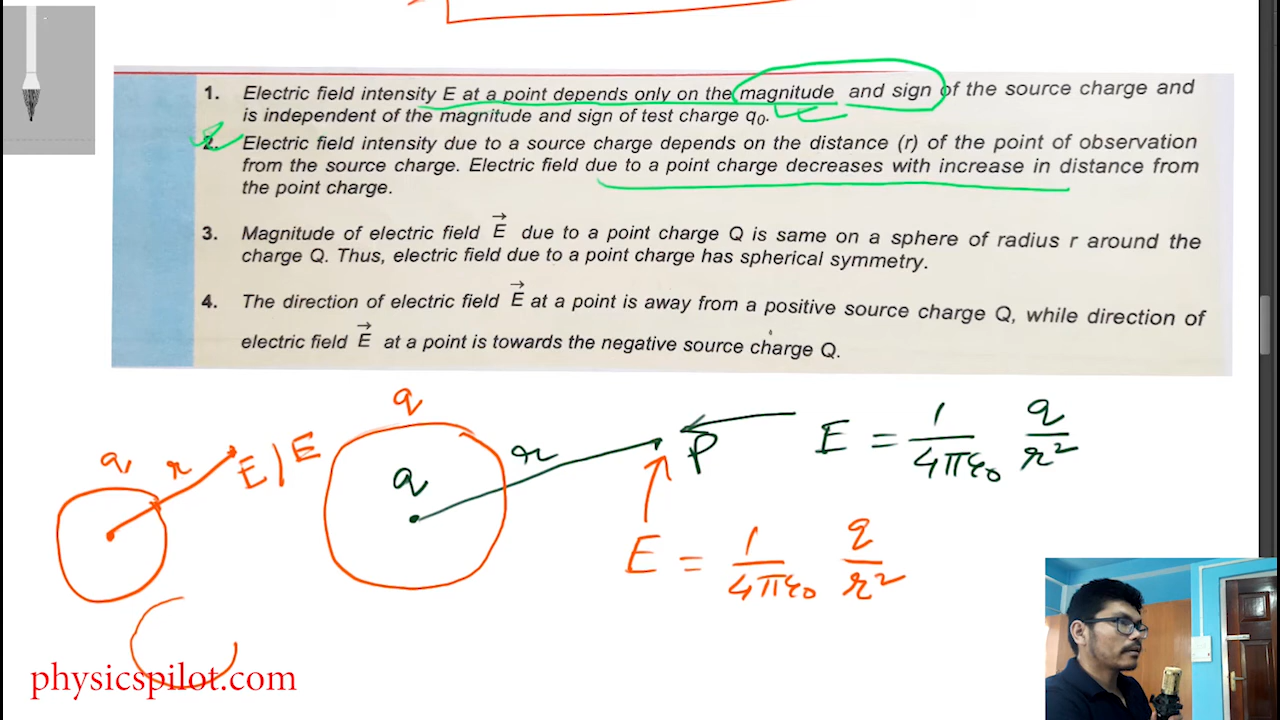 1. Electric field intensity E at a point depends only on the magnitude and sign of the source charge and
is independent of the magnitude and sign of test charge q₀.
2. Electric field intensity due to a source charge depends on the distance (r) of the point of observation
from the source charge. Electric field due to a point charge decreases with increase in distance from
the point charge.
3. Magnitude of electric field E⃗ due to a point charge Q is same on a sphere of radius r around the
charge Q. Thus, electric field due to a point charge has spherical symmetry.
4. The direction of electric field E⃗ at a point is away from a positive source charge Q, while direction of
electric field E⃗ at a point is towards the negative source charge Q.
q
q r E/E
q r P E = 1/4πε₀ q/r²
E = 1/4πε₀ q/r²
physicspilot.com